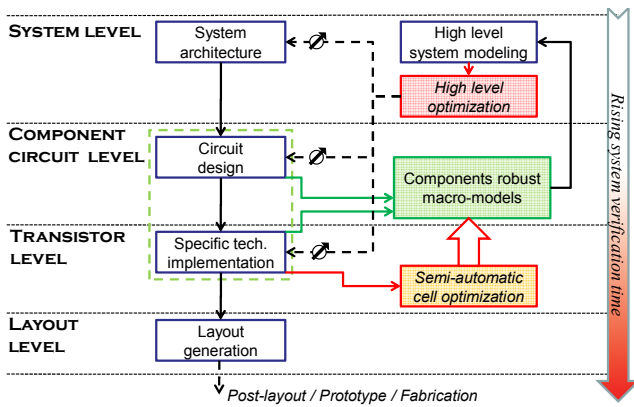 SYSTEM LEVEL
System
architecture
High level
system modeling
High level
optimization
COMPONENT
CIRCUIT LEVEL
Circuit
design
Components robust
macro-models
TRANSISTOR
LEVEL
Specific tech.
implementation
Semi-automatic
cell optimization
LAYOUT
LEVEL
Layout
generation
Post-layout / Prototype / Fabrication
Rising system verification time